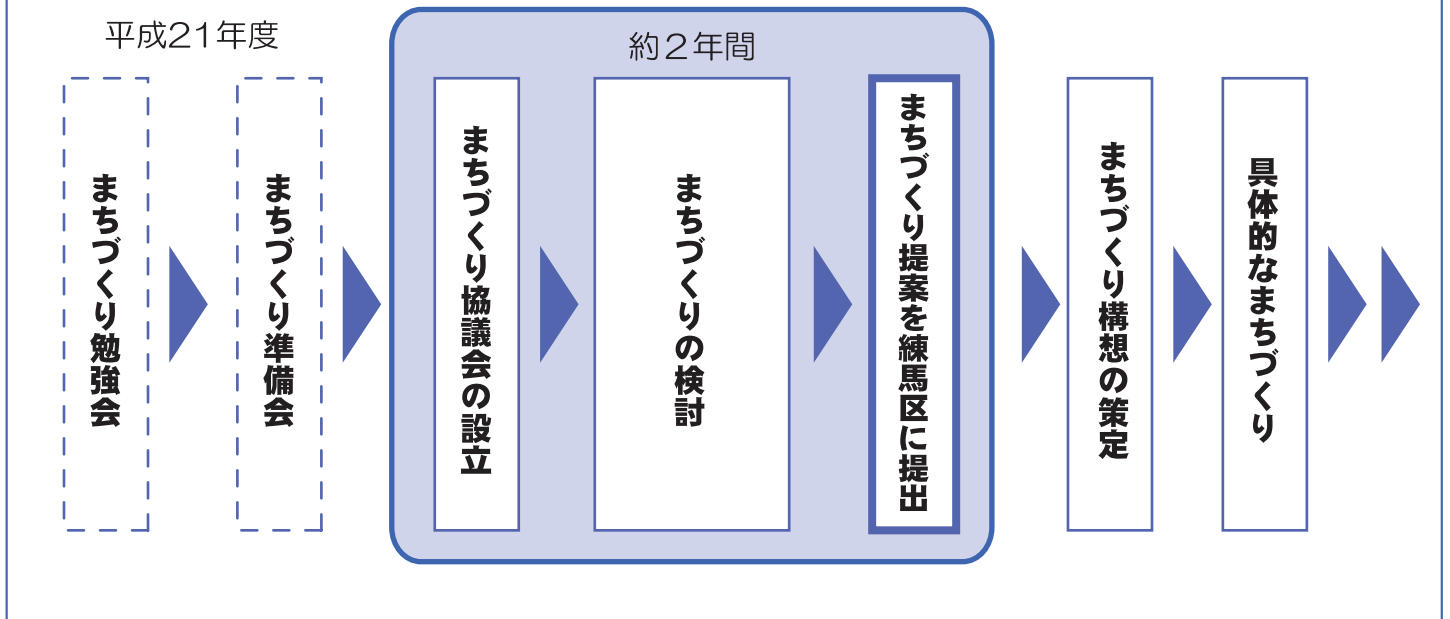 平成21年度
まちづくり勉強会
まちづくり準備会
約2年間
まちづくり協議会の設立
まちづくりの検討
まちづくり提案を練馬区に提出
まちづくり構想の策定
具体的なまちづくり